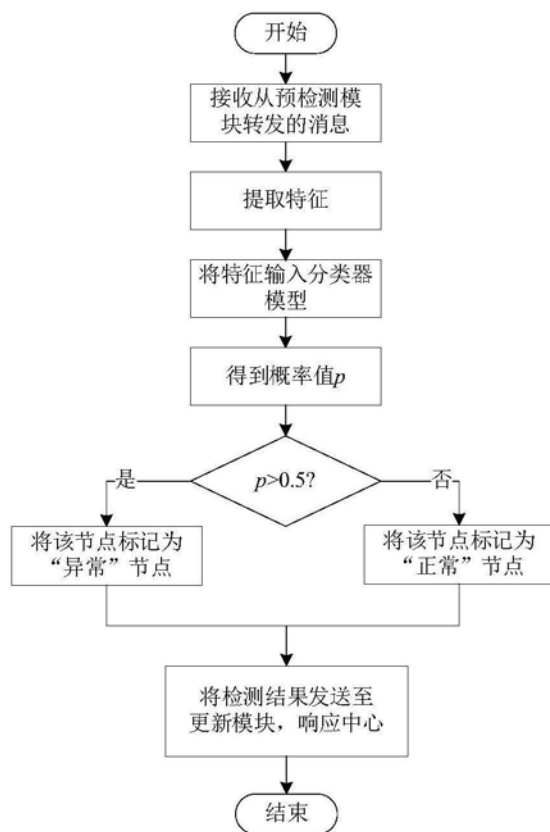 开始
接收从预检测模
块转发的消息
提取特征
将特征输入分类器
模型
得到概率值p
p>0.5?
是
否
将该节点标记为
“异常”节点
将该节点标记为
“正常”节点
将检测结果发送至
更新模块，响应中心
结束